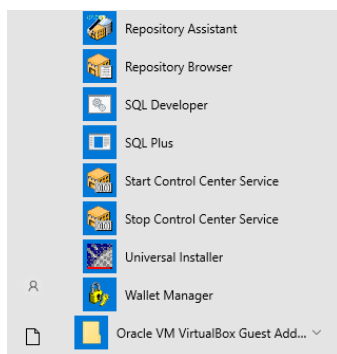 Repository Assistant
Repository Browser
SQL Developer
SQL Plus
Start Control Center Service
Stop Control Center Service
Universal Installer
Wallet Manager
Oracle VM VirtualBox Guest Add...